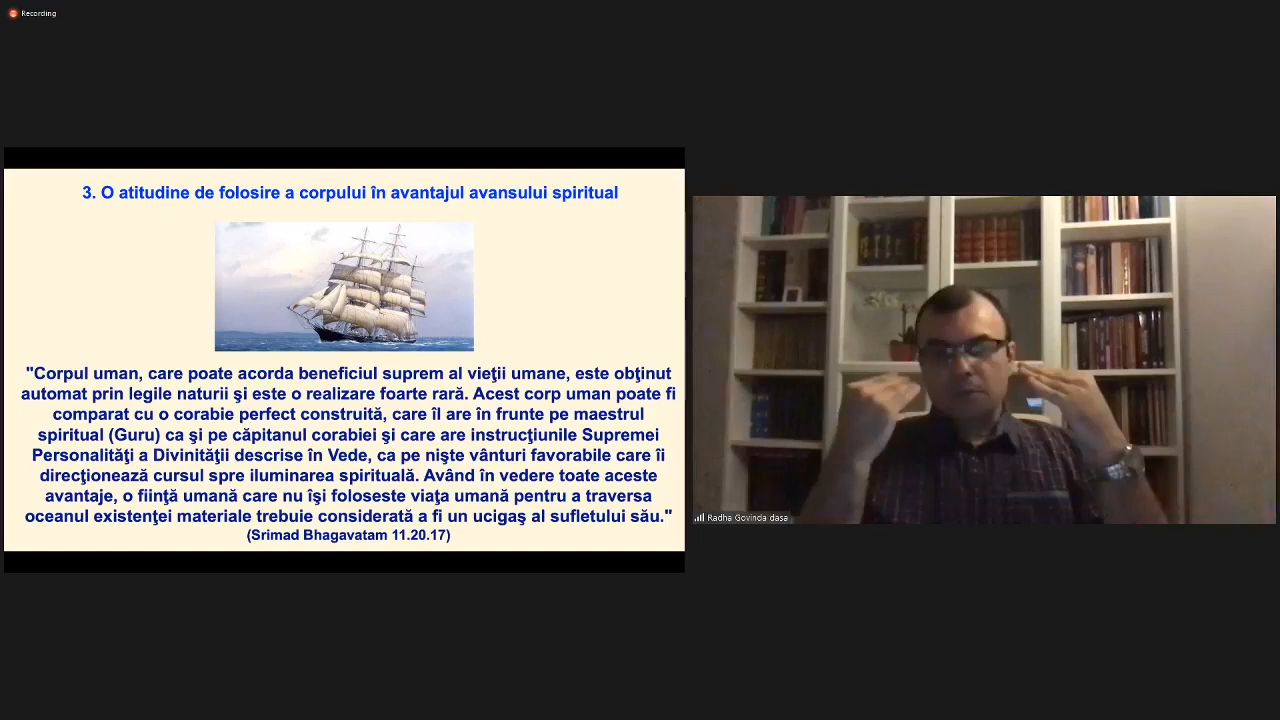 Recording
3. O atitudine de folosire a corpului în avantajul avansului spiritual
"Corpul uman, care poate acorda beneficiul suprem al vieţii umane, este obţinut
automat prin legile naturii şi este o realizare foarte rară. Acest corp uman poate fi
comparat cu o corabie perfect construită, care îl are în frunte pe maestrul
spiritual (Guru) ca şi pe căpitanul corabiei şi care are instrucţiunile Supremei
Personalităţi a Divinităţii descrise în Vede, ca pe nişte vânturi favorabile care îi
direcţionează cursul spre iluminarea spirituală. Având în vedere toate aceste
avantaje, o fiinţă umană care nu îşi foloseste viaţa umană pentru a traversa
oceanul existenţei materiale trebuie considerată a fi un ucigaş al sufletului său."
(Srimad Bhagavatam 11.20.17)
Radha Govinda dasa